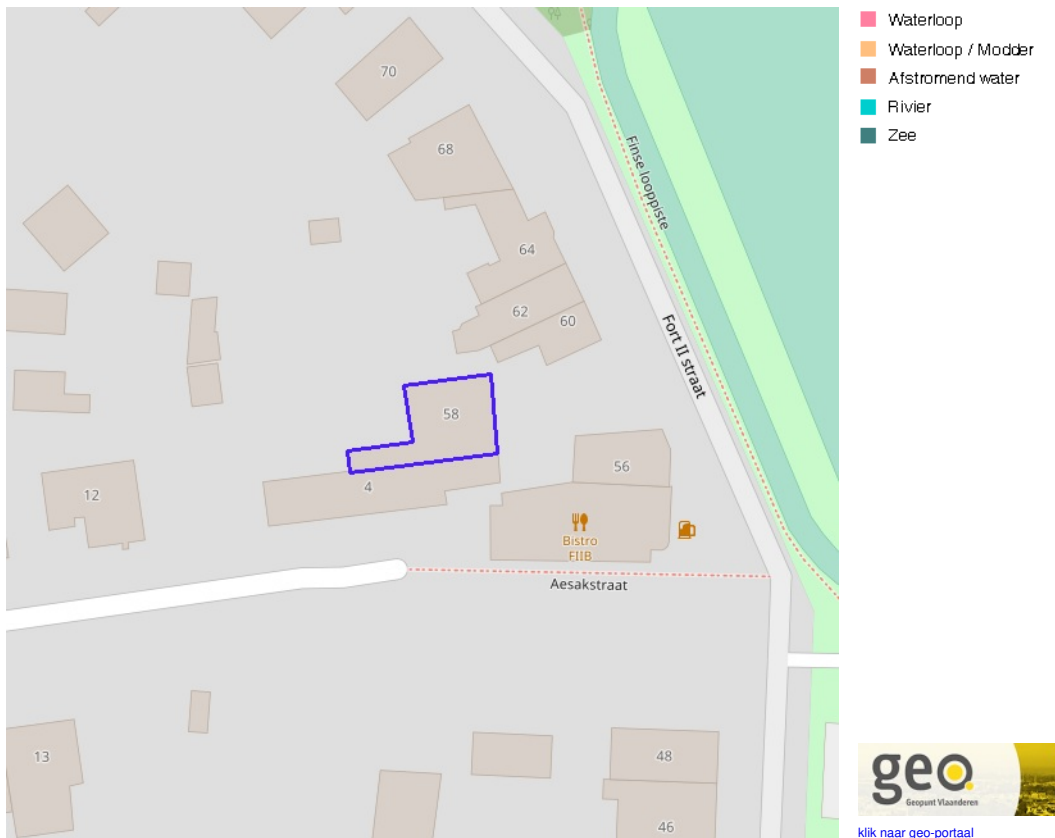 70
68
64
62
60
58
56
4
12
Bistro
FIIB
Aesakstraat
Finse looppiste
Fort II straat
13
48
46
Waterloop
Waterloop / Modder
Afstromend water
Rivier
Zee
geo.
Geopunt Vlaanderen
klik naar geo-portaal